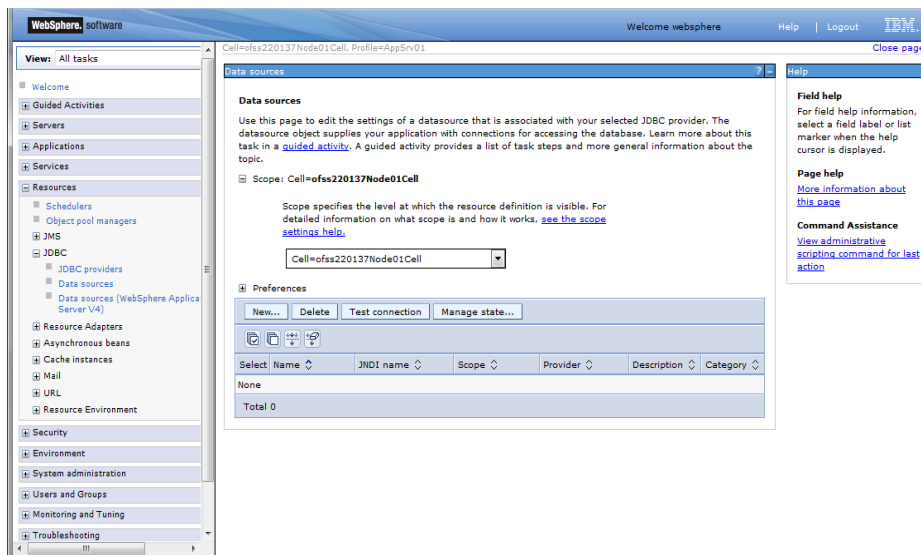 WebSphere. software
Welcome websphere
Help | Logout
IBM.
View: All tasks
Cell=ofss220137Node01Cell, Profile=AppSrv01
Close page
Welcome
Guided Activities
Servers
Applications
Services
Resources
Schedulers
Object pool managers
JMS
JDBC
JDBC providers
Data sources
Data sources (WebSphere Applica
Server V4)
Resource Adapters
Asynchronous beans
Cache instances
Mail
URL
Resource Environment
Security
Environment
System administration
Users and Groups
Monitoring and Tuning
Troubleshooting
Data sources
? -
Data sources
Use this page to edit the settings of a datasource that is associated with your selected JDBC provider. The
datasource object supplies your application with connections for accessing the database. Learn more about this
task in a guided activity. A guided activity provides a list of task steps and more general information about the
topic.
Scope: Cell=ofss220137Node01Cell
Scope specifies the level at which the resource definition is visible. For
detailed information on what scope is and how it works, see the scope
settings help.
Cell=ofss220137Node01Cell
Preferences
New... Delete Test connection Manage state...
Select Name JNDI name Scope Provider Description Category
None
Total 0
Help
Field help
For field help information,
select a field label or list
marker when the help
cursor is displayed.
Page help
More information about
this page
Command Assistance
View administrative
scripting command for last
action